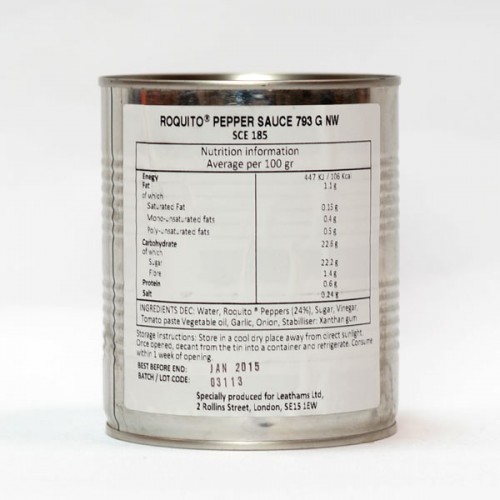 ROQUITO® PEPPER SAUCE 793 G NW
SCE 185
Nutrition information
Average per 100 gr
Enegy 447 KJ / 106 Kcal
Fat 1.1 g
of which
Saturated Fat 0.15 g
Mono-unsaturated fats 0.4 g
Poly-unsaturated fats 0.5 g
Carbohydrate 22.6 g
of which
Sugar 22.2 g
Fibre 1.4 g
Protein 0.6 g
Salt 0.24 g
INGREDIENTS DEC: Water, Roquito ® Peppers (24%), Sugar, Vinegar,
Tomato paste Vegetable oil, Garlic, Onion, Stabilliser: Xanthan gum
Storage Instructions: Store in a cool dry place away from direct sunlight.
Once opened, decant from the tin into a container and refrigerate. Consume
within 1 week of opening.
BEST BEFORE END: JAN 2015
BATCH / LOT CODE: 03113
Specially produced for Leathams Ltd,
2 Rollins Street, London, SE15 1EW